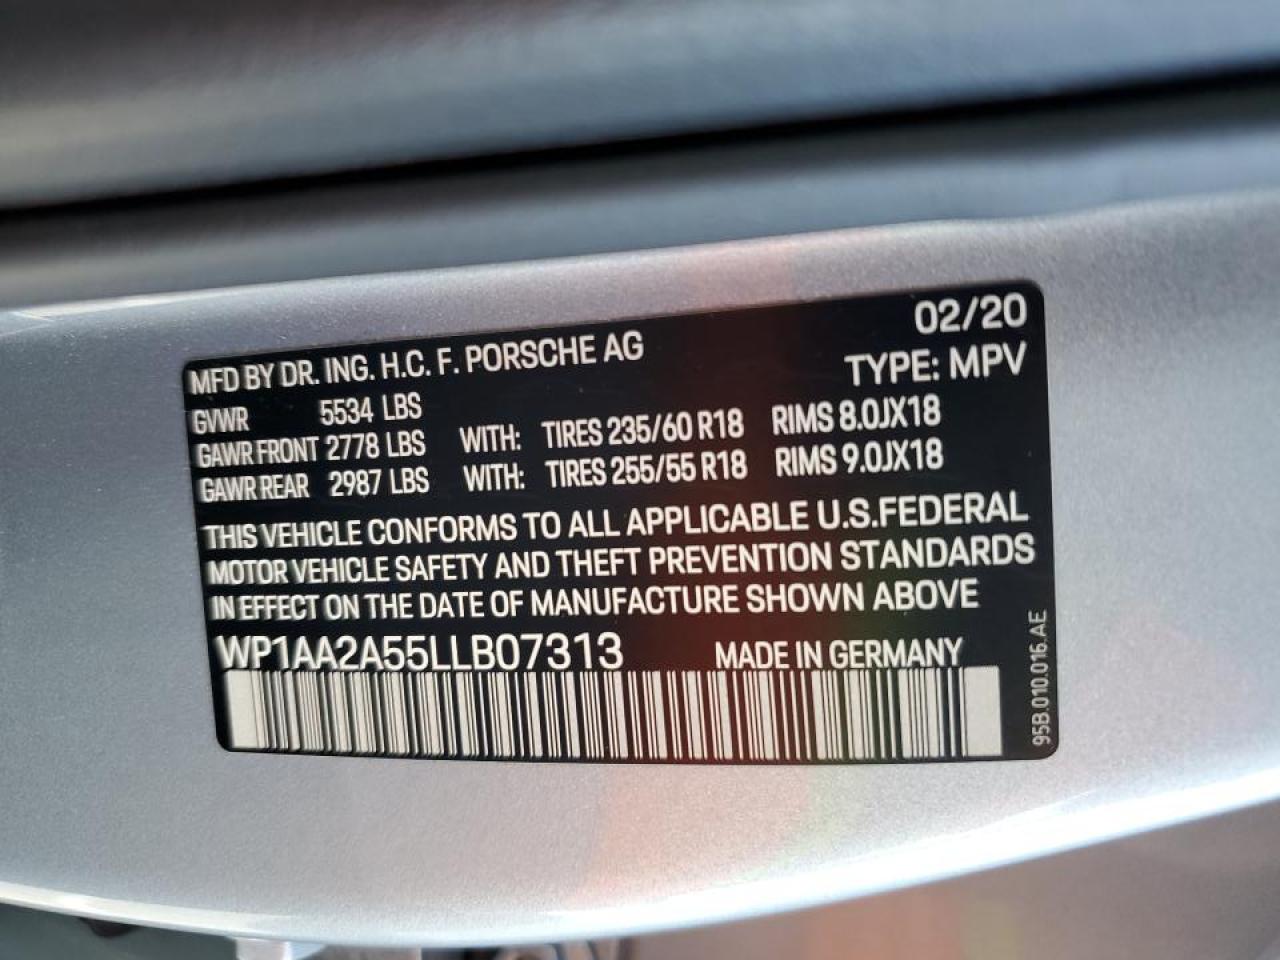 02/20
MFD BY DR. ING. H.C. F. PORSCHE AG
TYPE: MPV
GVWR 5534 LBS
GAWR FRONT 2778 LBS WITH: TIRES 235/60 R18 RIMS 8.0JX18
GAWR REAR 2987 LBS WITH: TIRES 255/55 R18 RIMS 9.0JX18
THIS VEHICLE CONFORMS TO ALL APPLICABLE U.S.FEDERAL
MOTOR VEHICLE SAFETY AND THEFT PREVENTION STANDARDS
IN EFFECT ON THE DATE OF MANUFACTURE SHOWN ABOVE
WP1AA2A55LLB07313 MADE IN GERMANY
95B.010.016.AE